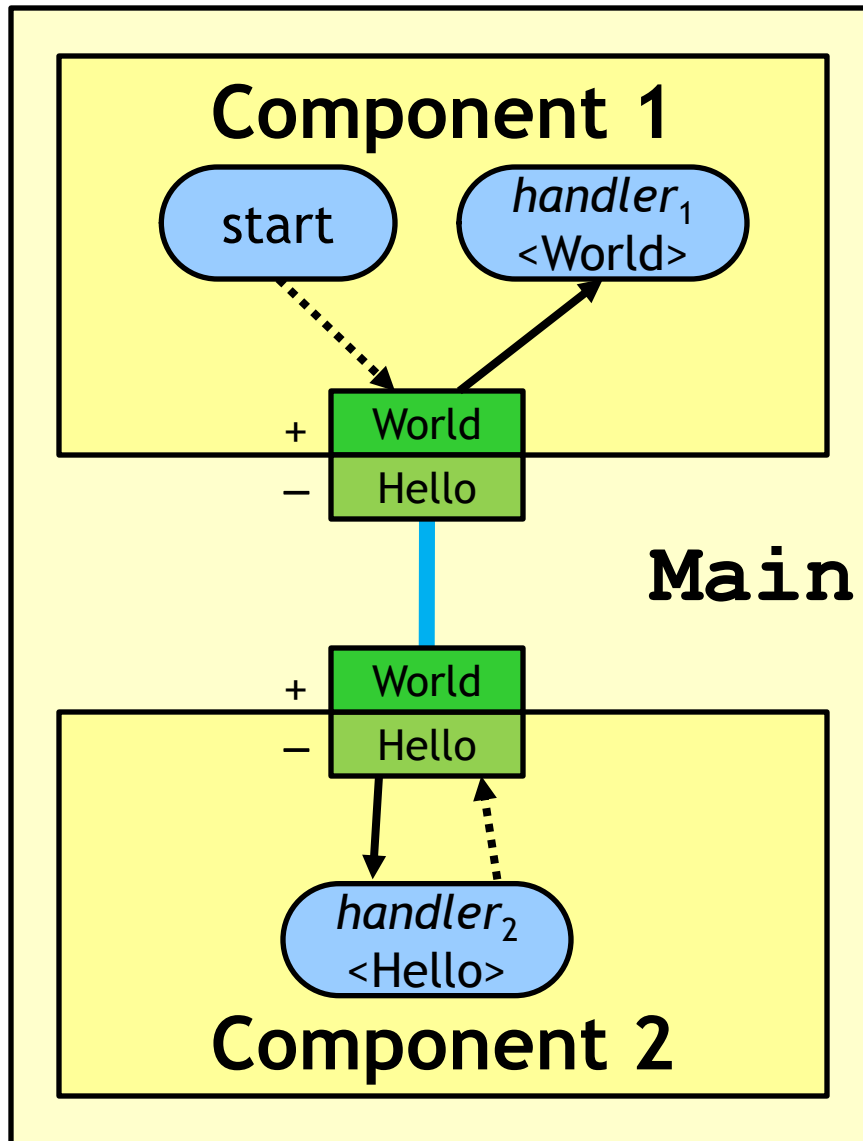 Component 1
start
handler₁
<World>
+ World
– Hello
Main
+ World
– Hello
handler₂
<Hello>
Component 2